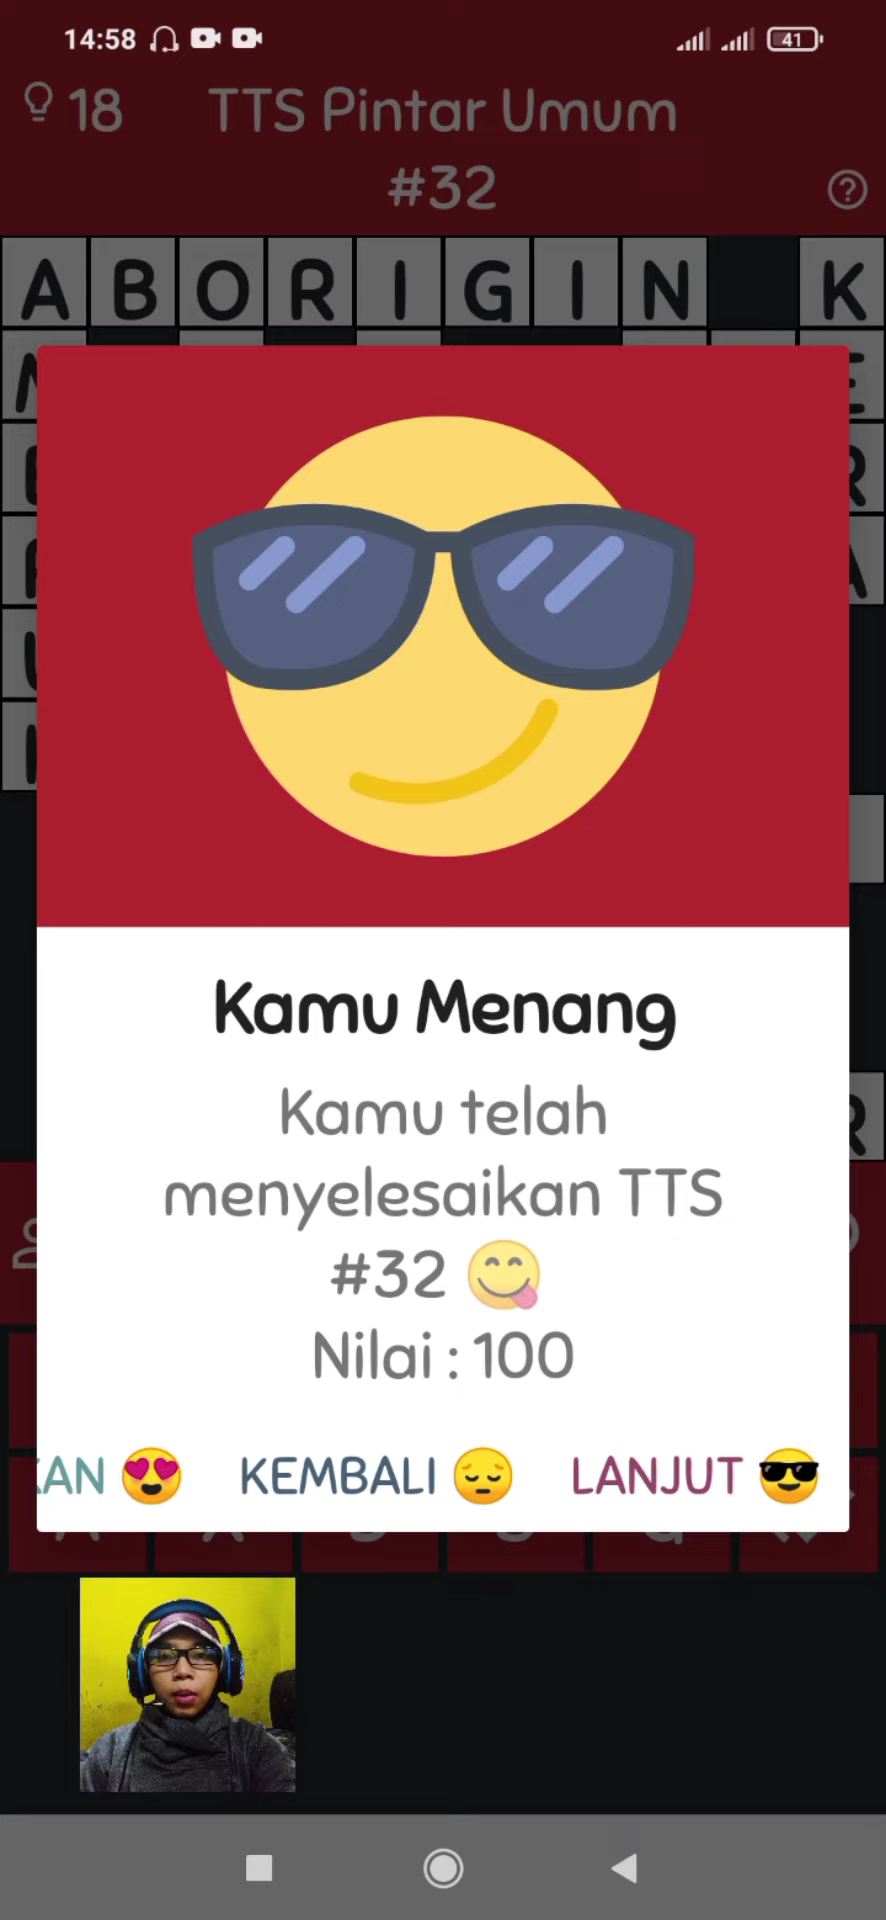 14:58
41
18
TTS Pintar Umum
#32
ABORIGIN K
Kamu Menang
Kamu telah
menyelesaikan TTS
#32 😋
Nilai : 100
KEMBALI 😔 LANJUT 😎